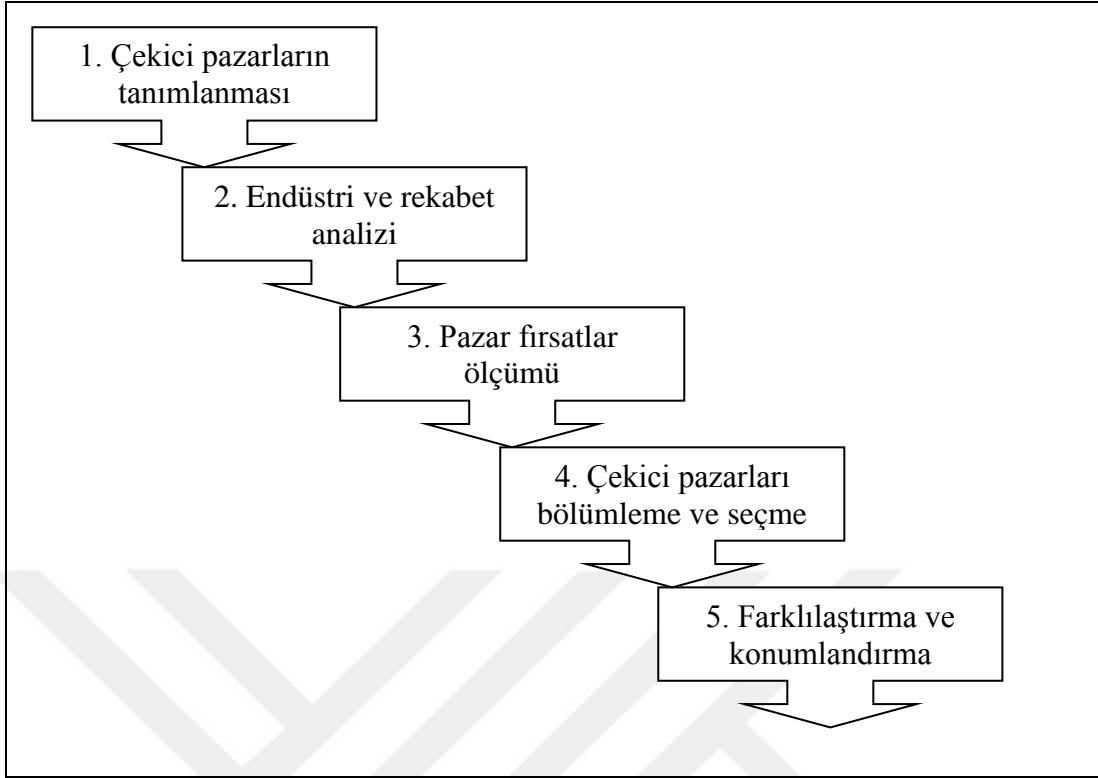 1. Çekici pazarların
tanımlanması
2. Endüstri ve rekabet
analizi
3. Pazar fırsatlar
ölçümü
4. Çekici pazarları
bölümleme ve seçme
5. Farklılaştırma ve
konumlandırma